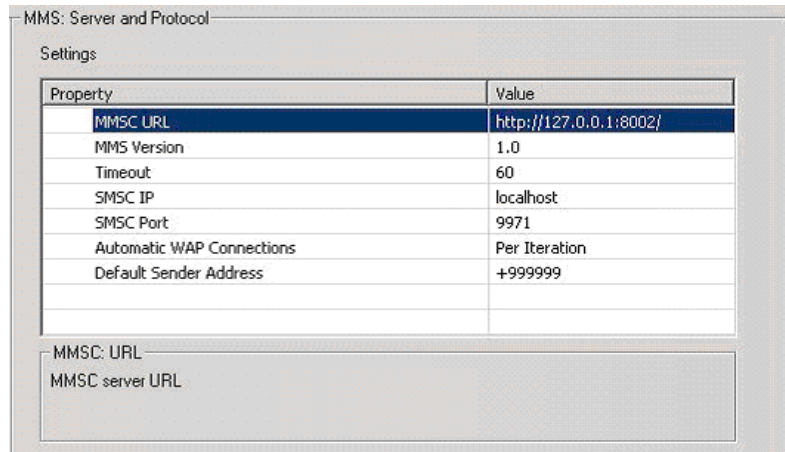 MMS: Server and Protocol
Settings
Property Value
MMSC URL http://127.0.0.1:8002/
MMS Version 1.0
Timeout 60
SMSC IP localhost
SMSC Port 9971
Automatic WAP Connections Per Iteration
Default Sender Address +999999
MMSC: URL
MMSC server URL